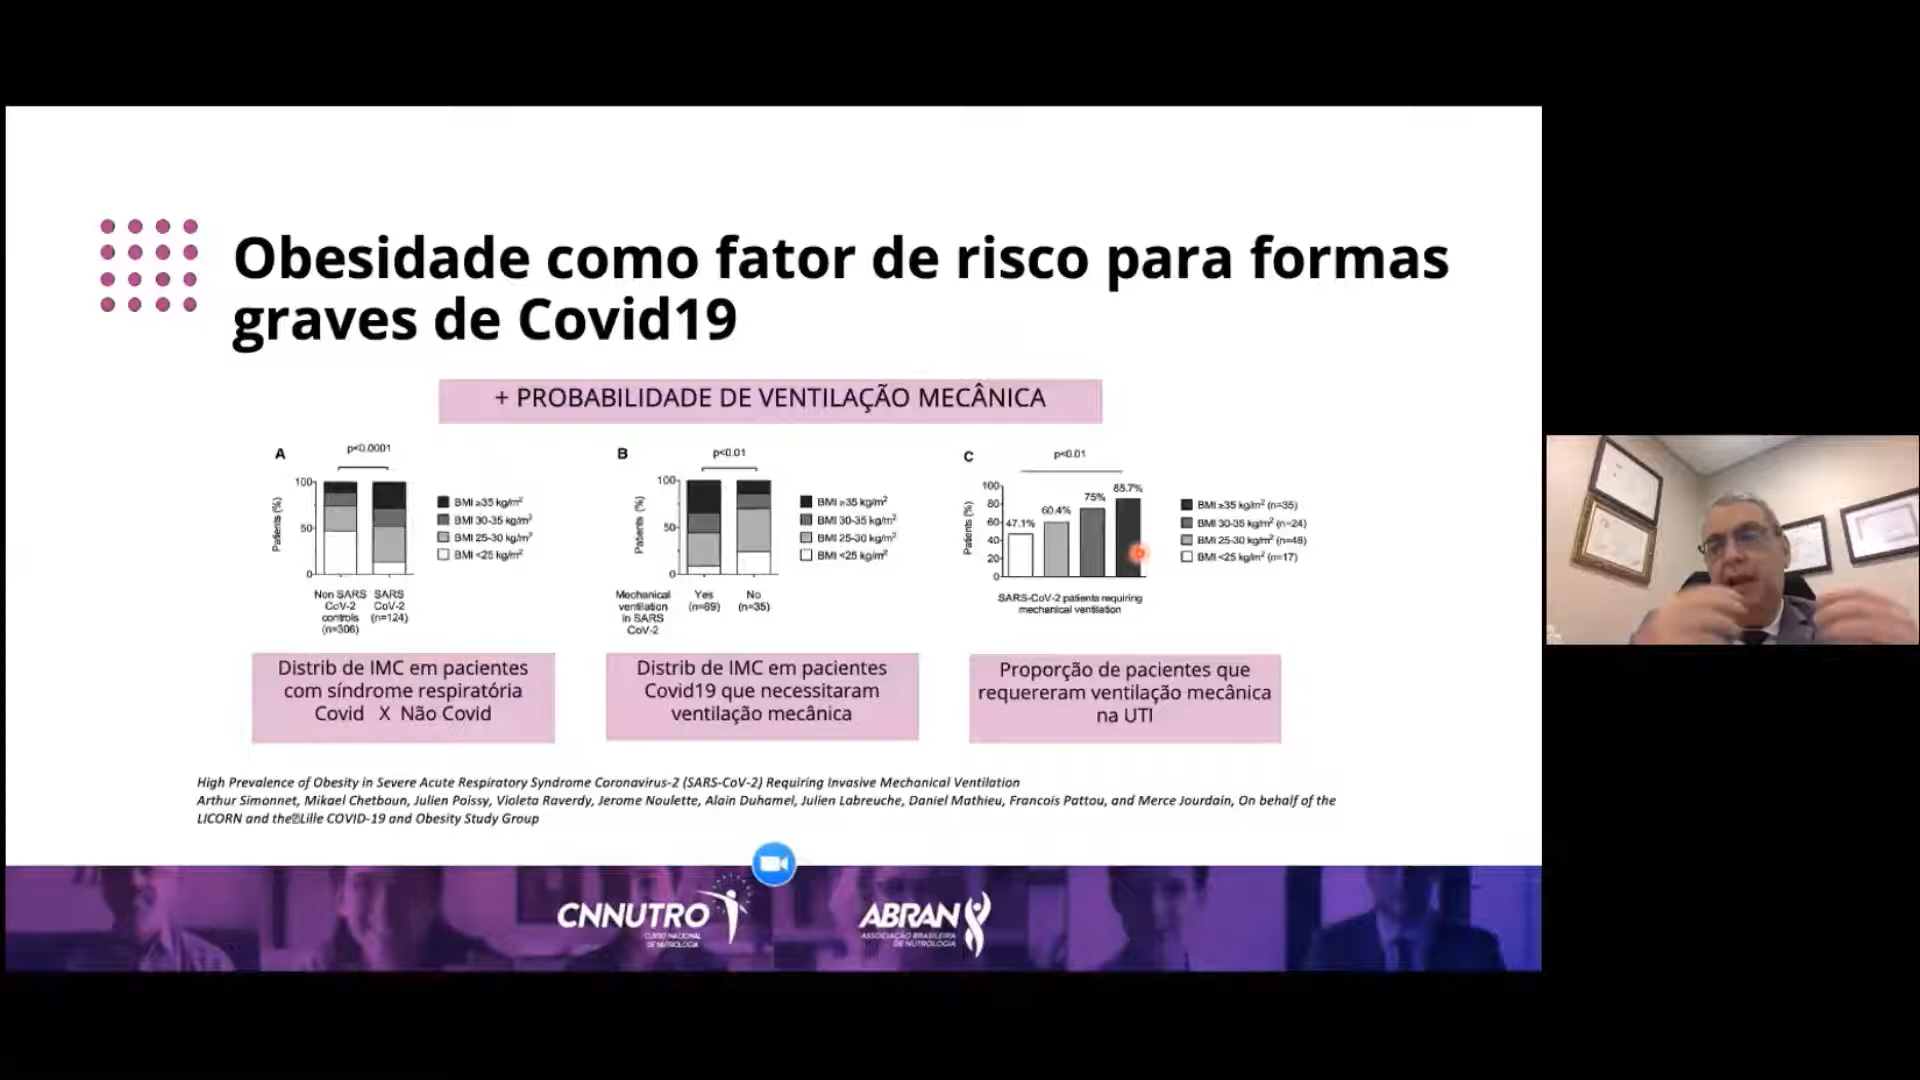 Obesidade como fator de risco para formas
graves de Covid19
+ PROBABILIDADE DE VENTILAÇÃO MECÂNICA
A
p<0.0001
Patients (%)
100
50
0
Non SARS
CoV-2
controls
(n=306)
SARS
CoV-2
(n=124)
BMI ≥35 kg/m²
BMI 30-35 kg/m²
BMI 25-30 kg/m²
BMI <25 kg/m²
B
p<0.01
Patients (%)
100
50
0
Mechanical
ventilation
in SARS
CoV-2
Yes
(n=89)
No
(n=35)
BMI ≥35 kg/m²
BMI 30-35 kg/m²
BMI 25-30 kg/m²
BMI <25 kg/m²
C
p<0.01
Patients (%)
100
80
60
40
20
0
47.1%
60.4%
75%
85.7%
SARS-CoV-2 patients requiring
mechanical ventilation
BMI ≥35 kg/m² (n=35)
BMI 30-35 kg/m² (n=24)
BMI 25-30 kg/m² (n=48)
BMI <25 kg/m² (n=17)
Distrib de IMC em pacientes
com síndrome respiratória
Covid X Não Covid
Distrib de IMC em pacientes
Covid19 que necessitaram
ventilação mecânica
Proporção de pacientes que
requereram ventilação mecânica
na UTI
High Prevalence of Obesity in Severe Acute Respiratory Syndrome Coronavirus-2 (SARS-CoV-2) Requiring Invasive Mechanical Ventilation
Arthur Simonnet, Mikael Chetboun, Julien Poissy, Violeta Raverdy, Jerome Noulette, Alain Duhamel, Julien Labreuche, Daniel Mathieu, Francois Pattou, and Merce Jourdain, On behalf of the
LICORN and the Lille COVID-19 and Obesity Study Group
CNNUTRO
CURSO NACIONAL
DE NUTROLOGIA
ABRAN
ASSOCIAÇÃO BRASILEIRA
DE NUTROLOGIA